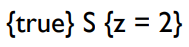 {true} S {z = 2}